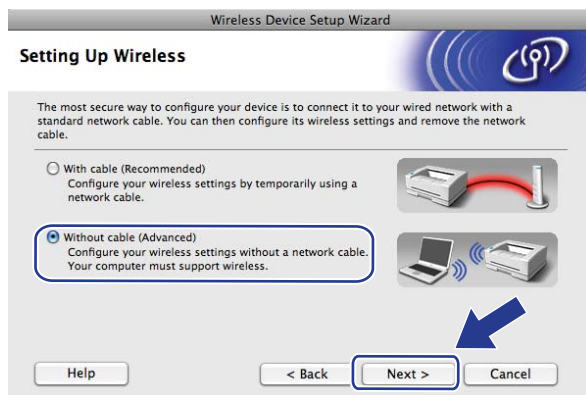 Wireless Device Setup Wizard
Setting Up Wireless
The most secure way to configure your device is to connect it to your wired network with a
standard network cable. You can then configure its wireless settings and remove the network
cable.
With cable (Recommended)
Configure your wireless settings by temporarily using a
network cable.
Without cable (Advanced)
Configure your wireless settings without a network cable.
Your computer must support wireless.
Help
< Back
Next >
Cancel